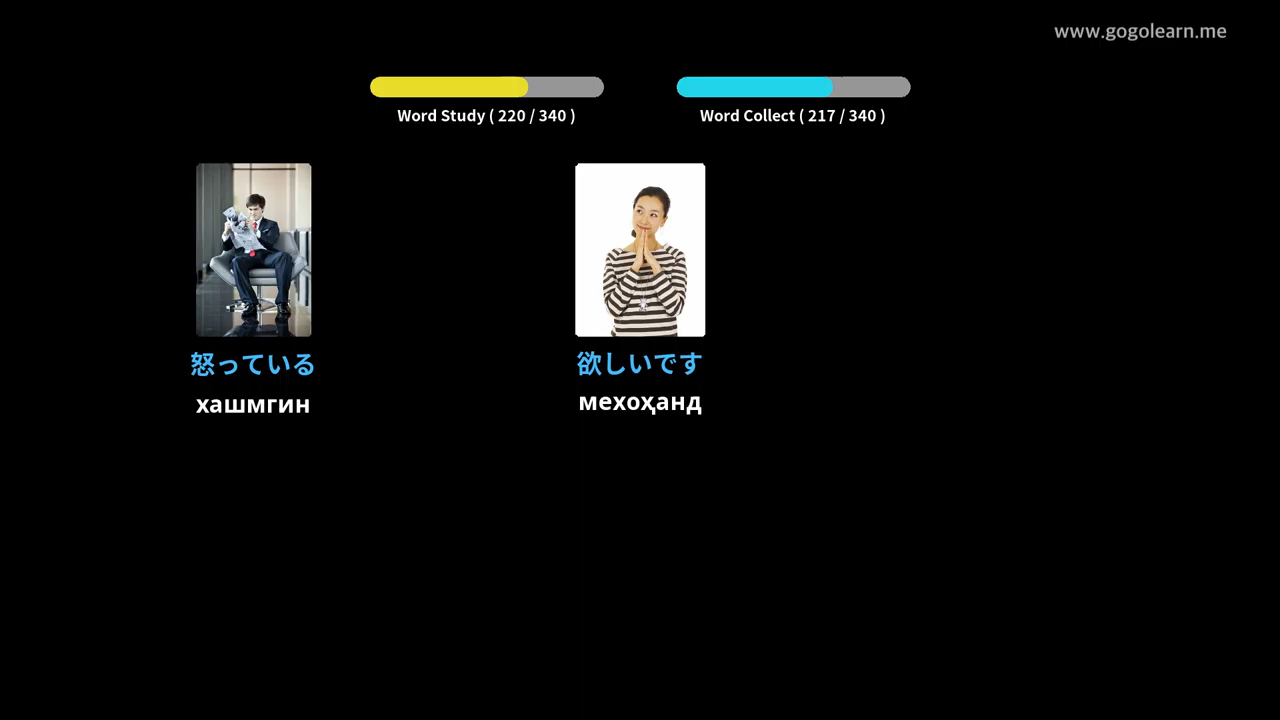 www.gogolearn.me
Word Study ( 220 / 340 )
Word Collect ( 217 / 340 )
怒っている
хашмгин
欲しいです
мехоҳанд